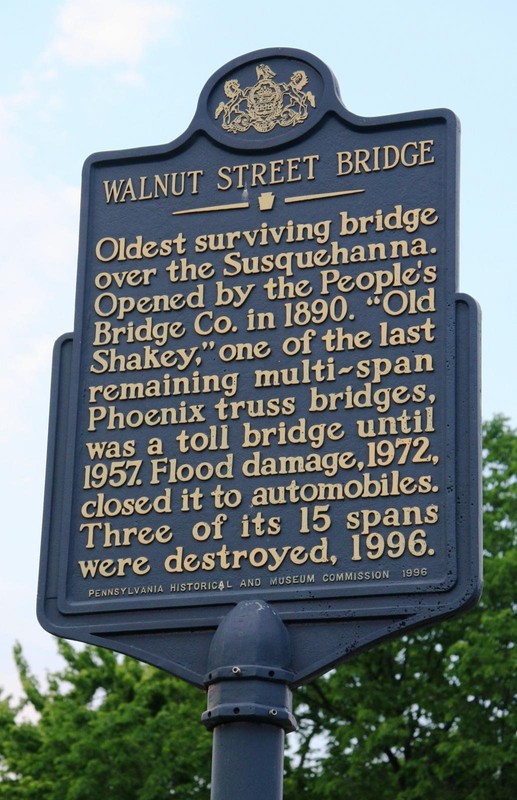 WALNUT STREET BRIDGE
Oldest surviving bridge
over the Susquehanna.
Opened by the People's
Bridge Co. in 1890. "Old
Shakey," one of the last
remaining multi-span
Phoenix truss bridges,
was a toll bridge until
1957. Flood damage, 1972,
closed it to automobiles.
Three of its 15 spans
were destroyed, 1996.
PENNSYLVANIA HISTORICAL AND MUSEUM COMMISSION 1996